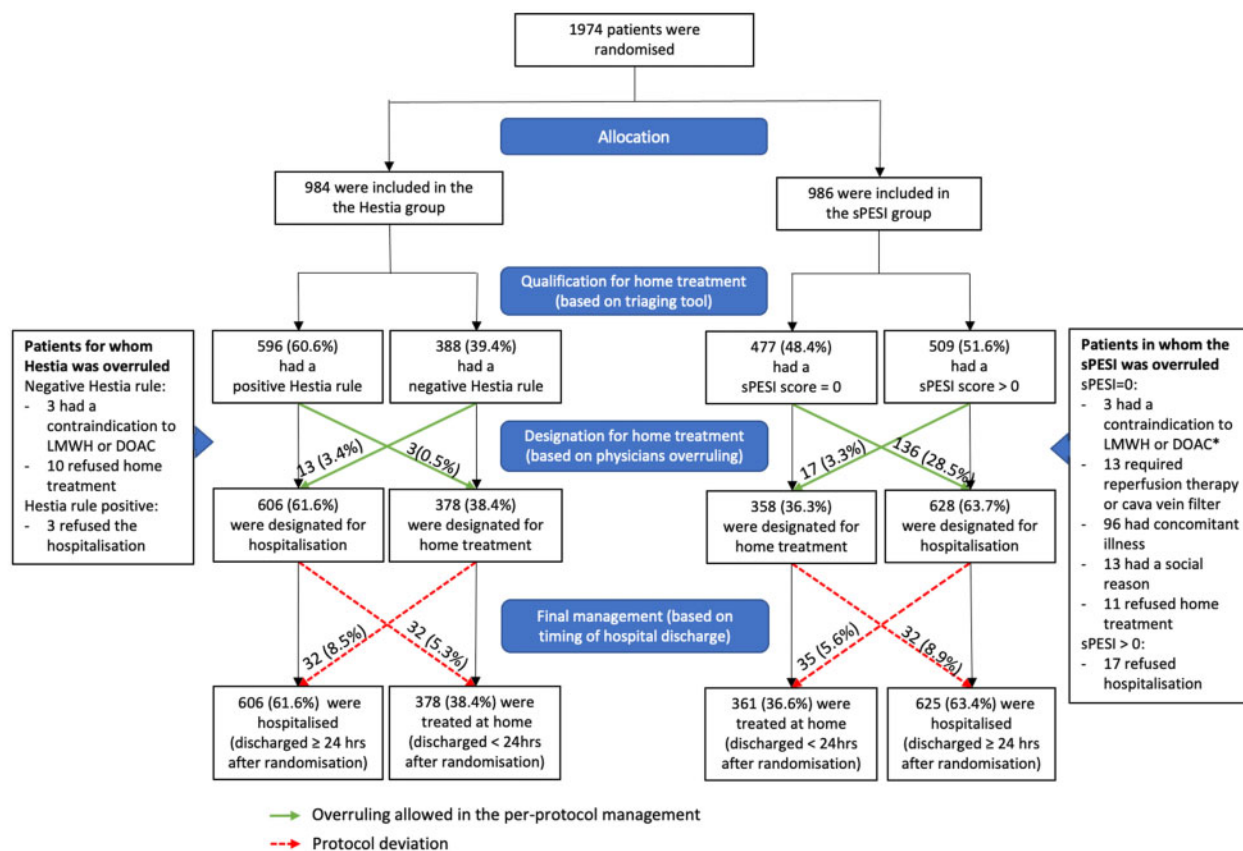 1974 patients were
randomised
Allocation
984 were included in the
the Hestia group
986 were included in
the sPESI group
Qualification for home treatment
(based on triaging tool)
Patients for whom
Hestia was overruled
Negative Hestia rule:
- 3 had a
contraindication to
LMWH or DOAC
- 10 refused home
treatment
Hestia rule positive:
- 3 refused the
hospitalisation
596 (60.6%)
had a
positive Hestia rule
388 (39.4%)
had a
negative Hestia rule
477 (48.4%)
had a
sPESI score = 0
509 (51.6%)
had a
sPESI score > 0
Patients in whom the
sPESI was overruled
sPESI=0:
- 3 had a
contraindication to
LMWH or DOAC*
- 13 required
reperfusion therapy
or cava vein filter
- 96 had concomitant
illness
- 13 had a social
reason
- 11 refused home
treatment
sPESI > 0:
- 17 refused
hospitalisation
Designation for home treatment
(based on physicians overruling)
13 (3.4%)
3(0.5%)
17 (3.3%)
136 (28.5%)
606 (61.6%)
were designated for
hospitalisation
378 (38.4%)
were designated for
home treatment
358 (36.3%)
were designated for
home treatment
628 (63.7%)
were designated for
hospitalisation
Final management (based on
timing of hospital discharge)
32 (8.5%)
32 (5.3%)
35 (5.6%)
32 (8.9%)
606 (61.6%) were
hospitalised
(discharged ≥ 24 hrs
after randomisation)
378 (38.4%) were
treated at home
(discharged < 24hrs
after randomisation)
361 (36.6%) were
treated at home
(discharged < 24hrs
after randomisation)
625 (63.4%) were
hospitalised
(discharged ≥ 24 hrs
after randomisation)
Overruling allowed in the per-protocol management
Protocol deviation